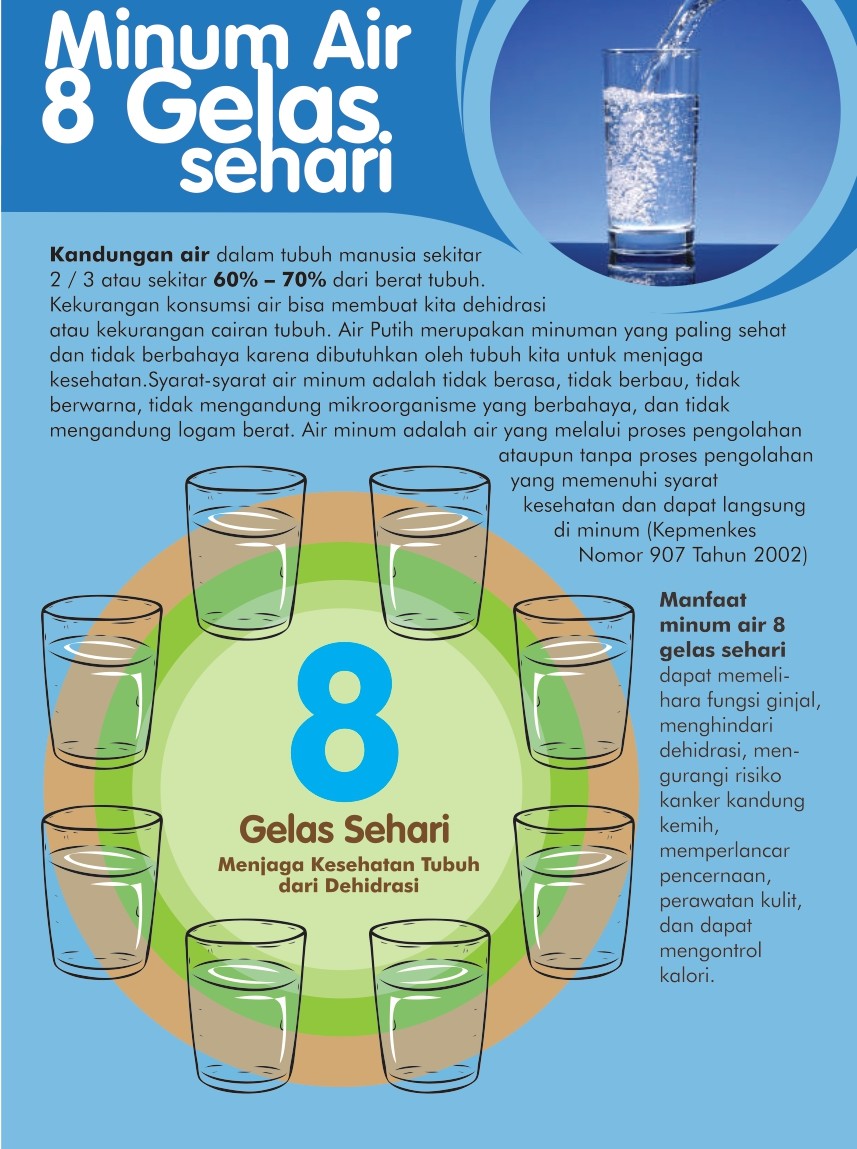 Minum Air
8 Gelas
sehari
Kandungan air dalam tubuh manusia sekitar
2 / 3 atau sekitar 60% – 70% dari berat tubuh.
Kekurangan konsumsi air bisa membuat kita dehidrasi
atau kekurangan cairan tubuh. Air Putih merupakan minuman yang paling sehat
dan tidak berbahaya karena dibutuhkan oleh tubuh kita untuk menjaga
kesehatan.Syarat-syarat air minum adalah tidak berasa, tidak berbau, tidak
berwarna, tidak mengandung mikroorganisme yang berbahaya, dan tidak
mengandung logam berat. Air minum adalah air yang melalui proses pengolahan
ataupun tanpa proses pengolahan
yang memenuhi syarat
kesehatan dan dapat langsung
di minum (Kepmenkes
Nomor 907 Tahun 2002)
Manfaat
minum air 8
gelas sehari
dapat memeli-
hara fungsi ginjal,
menghindari
dehidrasi, men-
gurangi risiko
kanker kandung
kemih,
memperlancar
pencernaan,
perawatan kulit,
dan dapat
mengontrol
kalori.
8
Gelas Sehari
Menjaga Kesehatan Tubuh
dari Dehidrasi